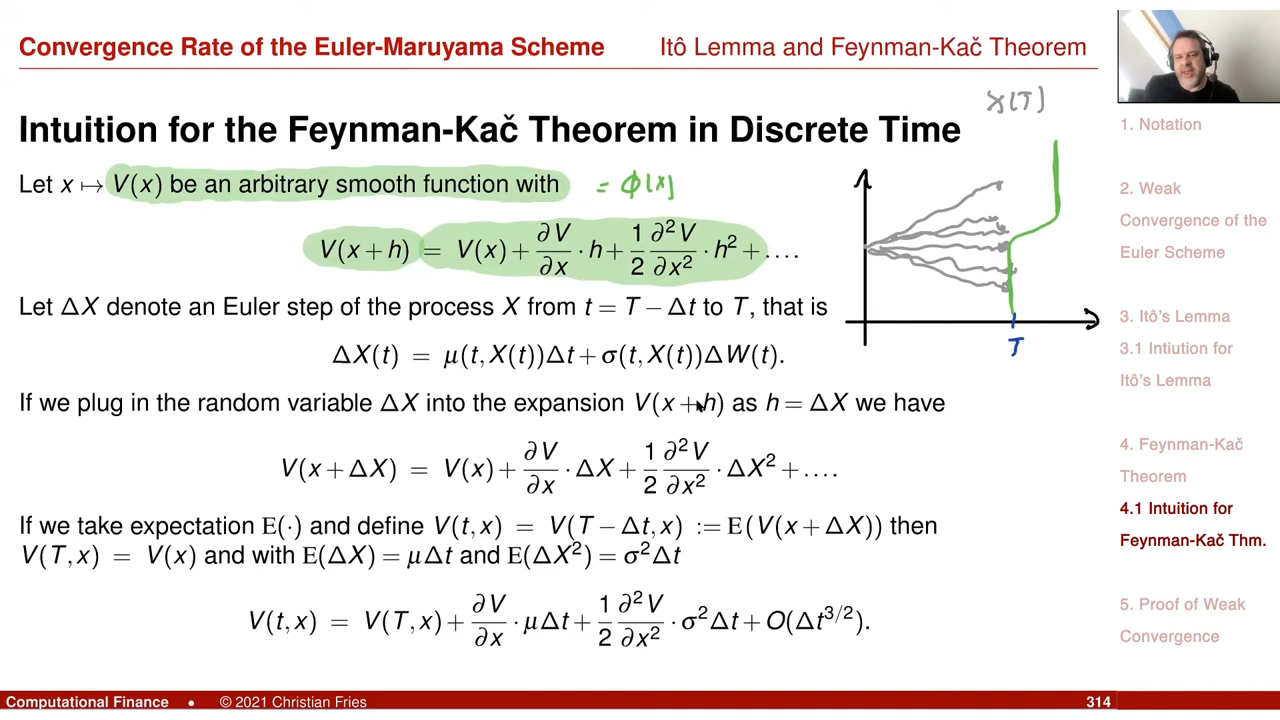 Convergence Rate of the Euler-Maruyama Scheme
Itô Lemma and Feynman-Kač Theorem
Intuition for the Feynman-Kač Theorem in Discrete Time
Let x ↦ V(x) be an arbitrary smooth function with = ϕ(x)
V(x + h) = V(x) + ∂V/∂x · h + 1/2 ∂²V/∂x² · h² + ....
Let ΔX denote an Euler step of the process X from t = T − Δt to T, that is
ΔX(t) = μ(t, X(t))Δt + σ(t, X(t))ΔW(t).
If we plug in the random variable ΔX into the expansion V(x + h) as h = ΔX we have
V(x + ΔX) = V(x) + ∂V/∂x · ΔX + 1/2 ∂²V/∂x² · ΔX² + ....
If we take expectation E(·) and define V(t, x) = V(T − Δt, x) := E(V(x + ΔX)) then
V(T, x) = V(x) and with E(ΔX) = μΔt and E(ΔX²) = σ²Δt
V(t, x) = V(T, x) + ∂V/∂x · μΔt + 1/2 ∂²V/∂x² · σ²Δt + O(Δt^{3/2}).
X(T)
T
1. Notation
2. Weak
Convergence of the
Euler Scheme
3. Itô's Lemma
3.1 Intiution for
Itô's Lemma
4. Feynman-Kač
Theorem
4.1 Intuition for
Feynman-Kač Thm.
5. Proof of Weak
Convergence
Computational Finance • © 2021 Christian Fries
314